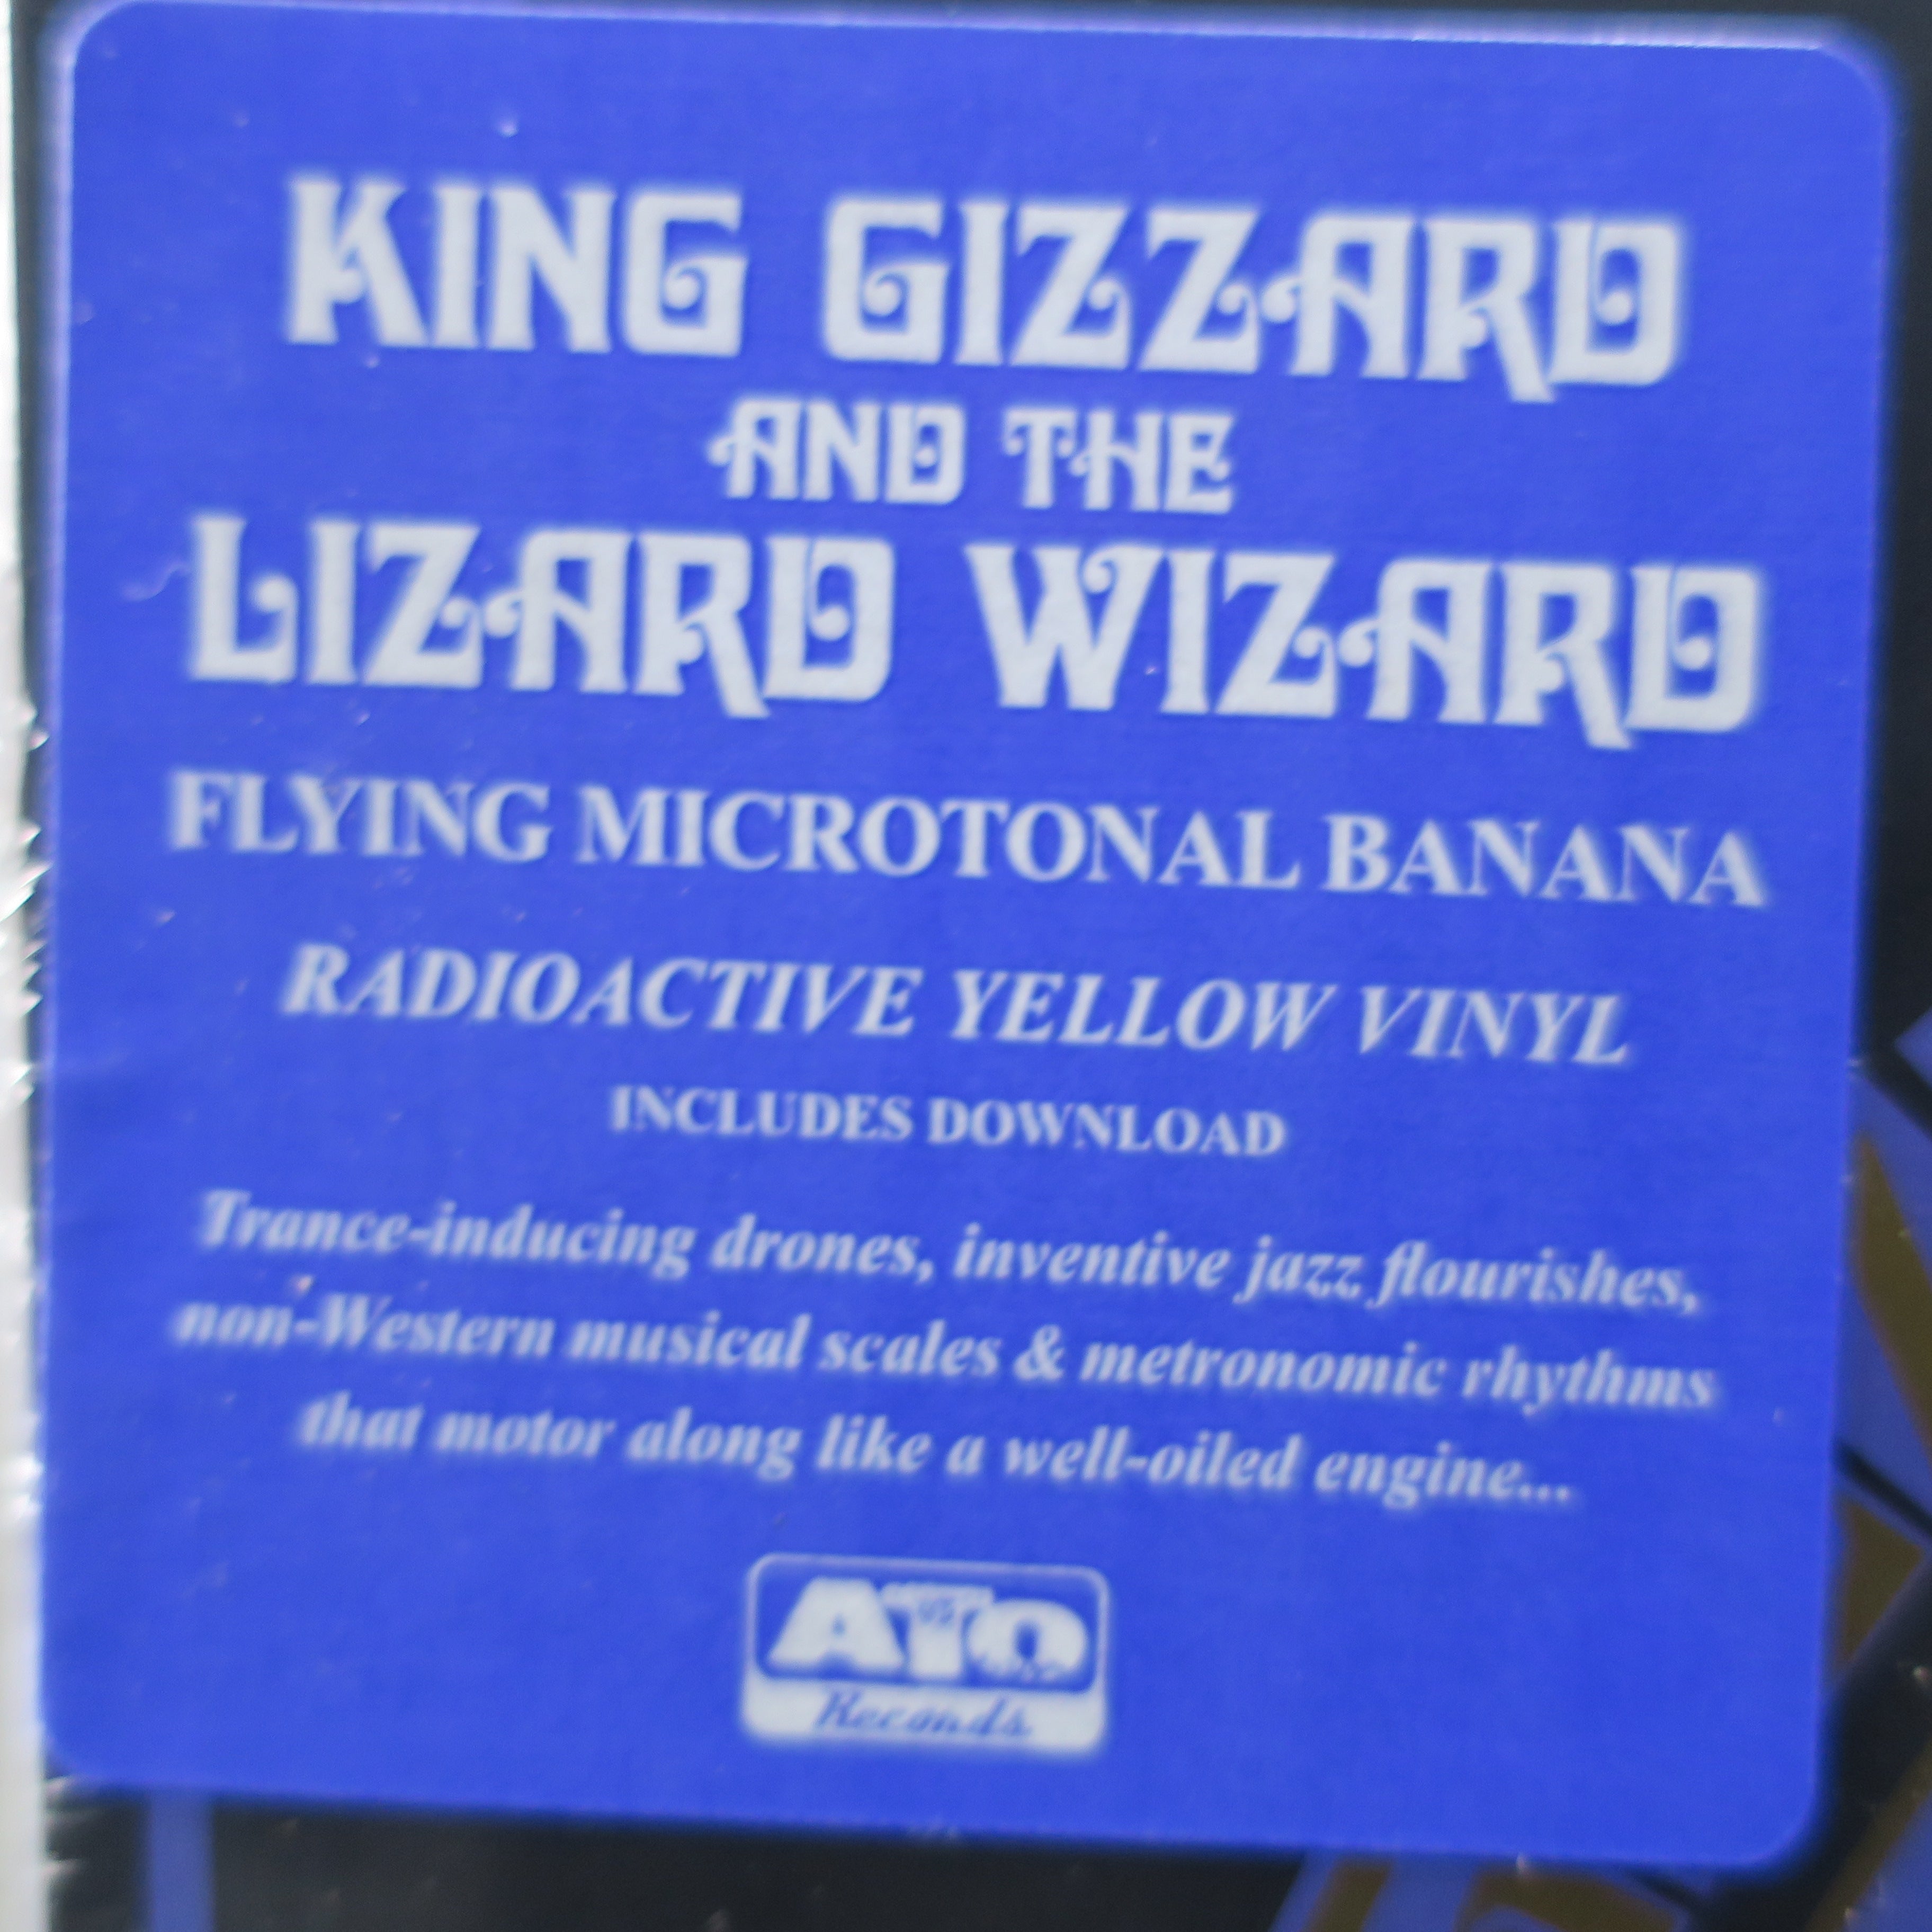 KING GIZZARD
AND THE
LIZARD WIZARD
FLYING MICROTONAL BANANA
RADIOACTIVE YELLOW VINYL
INCLUDES DOWNLOAD
Trance-inducing drones, inventive jazz flourishes,
non-Western musical scales & metronomic rhythms
that motor along like a well-oiled engine...
ATO
Records